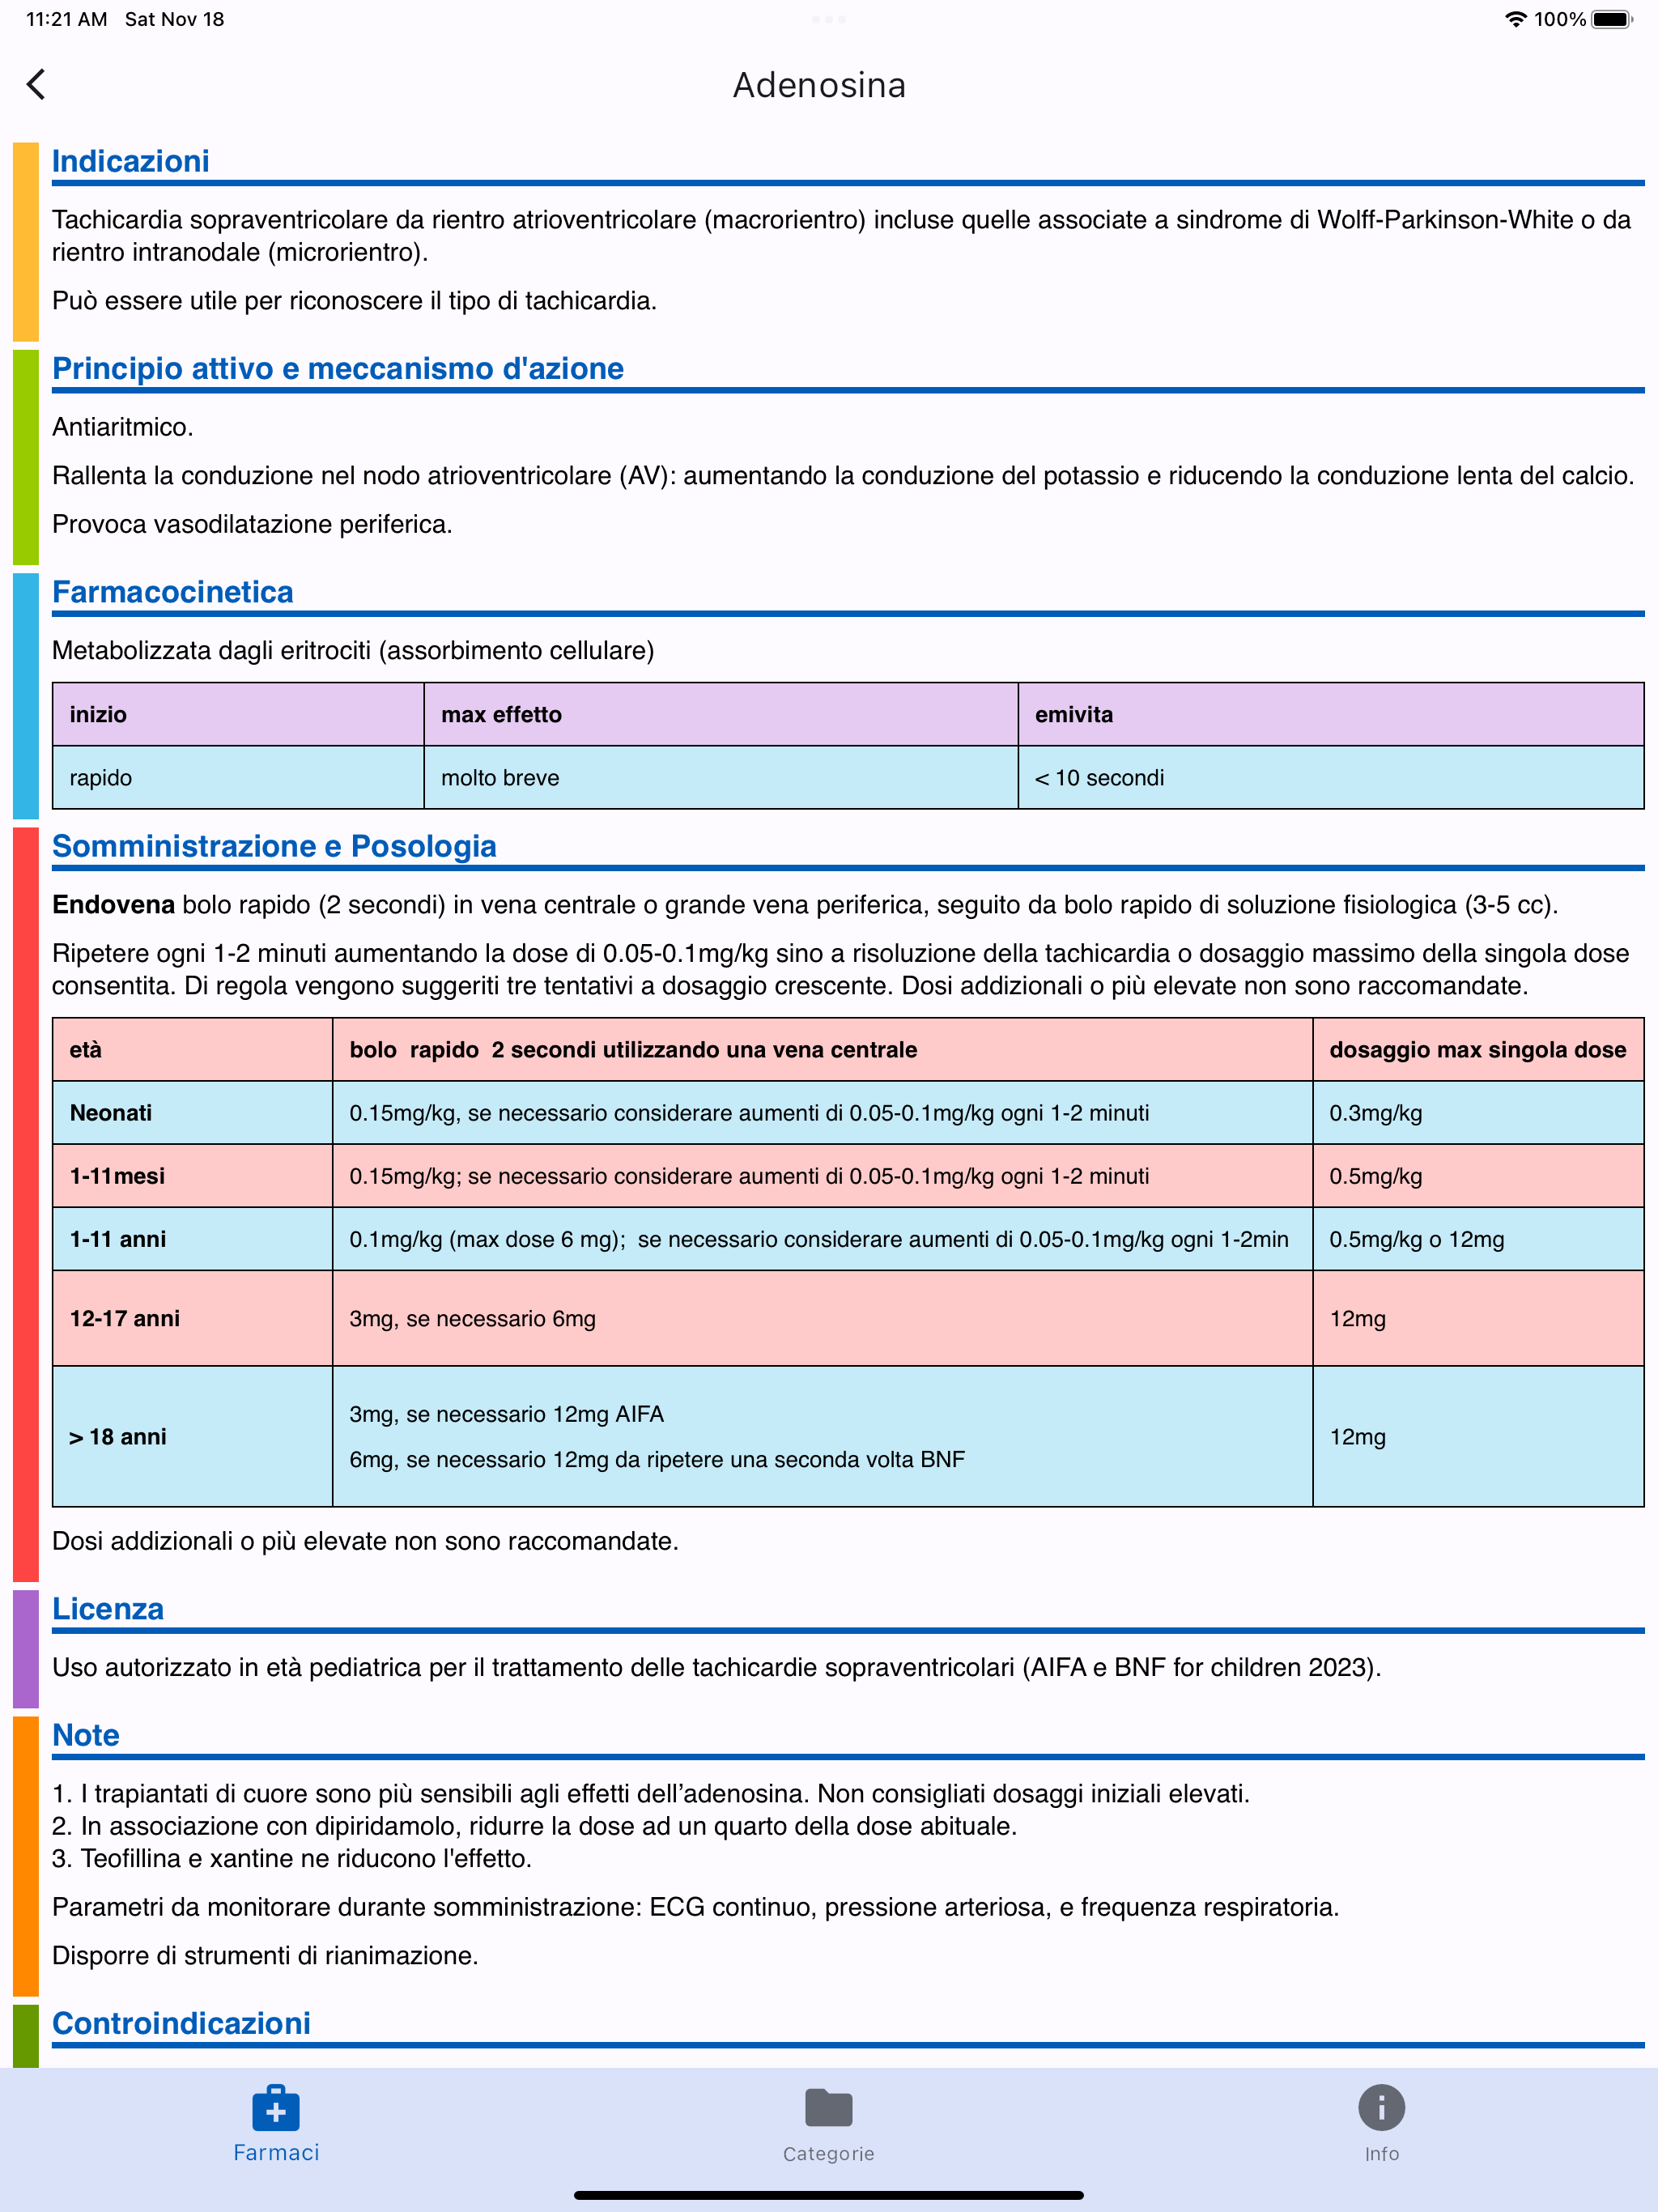 11:21 AM Sat Nov 18
100%
Adenosina
Indicazioni
Tachicardia sopraventricolare da rientro atrioventricolare (macrorientro) incluse quelle associate a sindrome di Wolff-Parkinson-White o da
rientro intranodale (microrientro).
Può essere utile per riconoscere il tipo di tachicardia.
Principio attivo e meccanismo d'azione
Antiaritmico.
Rallenta la conduzione nel nodo atrioventricolare (AV): aumentando la conduzione del potassio e riducendo la conduzione lenta del calcio.
Provoca vasodilatazione periferica.
Farmacocinetica
Metabolizzata dagli eritrociti (assorbimento cellulare)
inizio max effetto emivita
rapido molto breve < 10 secondi
Somministrazione e Posologia
Endovena bolo rapido (2 secondi) in vena centrale o grande vena periferica, seguito da bolo rapido di soluzione fisiologica (3-5 cc).
Ripetere ogni 1-2 minuti aumentando la dose di 0.05-0.1mg/kg sino a risoluzione della tachicardia o dosaggio massimo della singola dose
consentita. Di regola vengono suggeriti tre tentativi a dosaggio crescente. Dosi addizionali o più elevate non sono raccomandate.
età bolo rapido 2 secondi utilizzando una vena centrale dosaggio max singola dose
Neonati 0.15mg/kg, se necessario considerare aumenti di 0.05-0.1mg/kg ogni 1-2 minuti 0.3mg/kg
1-11mesi 0.15mg/kg; se necessario considerare aumenti di 0.05-0.1mg/kg ogni 1-2 minuti 0.5mg/kg
1-11 anni 0.1mg/kg (max dose 6 mg); se necessario considerare aumenti di 0.05-0.1mg/kg ogni 1-2min 0.5mg/kg o 12mg
12-17 anni 3mg, se necessario 6mg 12mg
> 18 anni 3mg, se necessario 12mg AIFA
6mg, se necessario 12mg da ripetere una seconda volta BNF 12mg
Dosi addizionali o più elevate non sono raccomandate.
Licenza
Uso autorizzato in età pediatrica per il trattamento delle tachicardie sopraventricolari (AIFA e BNF for children 2023).
Note
1. I trapiantati di cuore sono più sensibili agli effetti dell’adenosina. Non consigliati dosaggi iniziali elevati.
2. In associazione con dipiridamolo, ridurre la dose ad un quarto della dose abituale.
3. Teofillina e xantine ne riducono l'effetto.
Parametri da monitorare durante somministrazione: ECG continuo, pressione arteriosa, e frequenza respiratoria.
Disporre di strumenti di rianimazione.
Controindicazioni
Farmaci Categorie Info